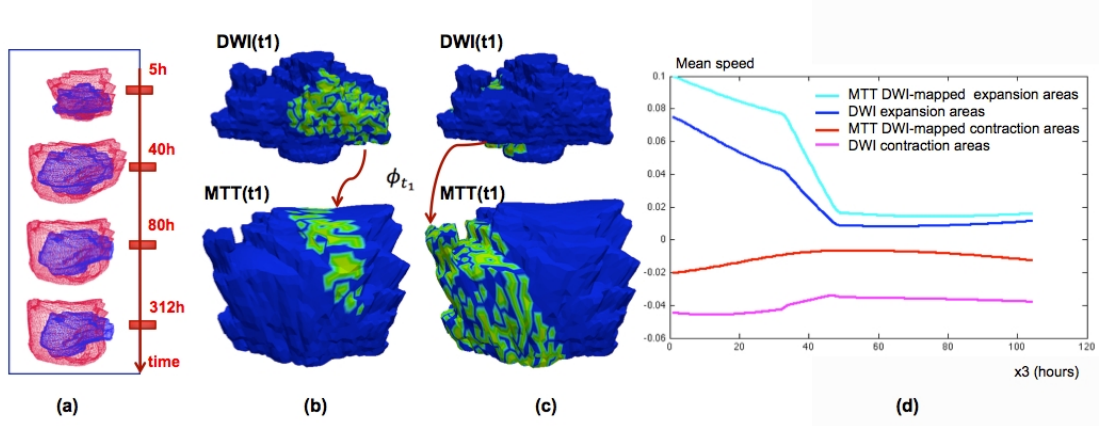 5h
40h
80h
312h
time
(a)
DWI(t1)
MTT(t1)
ϕt₁
(b)
DWI(t1)
MTT(t1)
(c)
Mean speed
0.1
0.08
0.06
0.04
0.02
0
-0.02
-0.04
-0.06
0
20
40
60
80
100
120
x3 (hours)
MTT DWI-mapped expansion areas
DWI expansion areas
MTT DWI-mapped contraction areas
DWI contraction areas
(d)